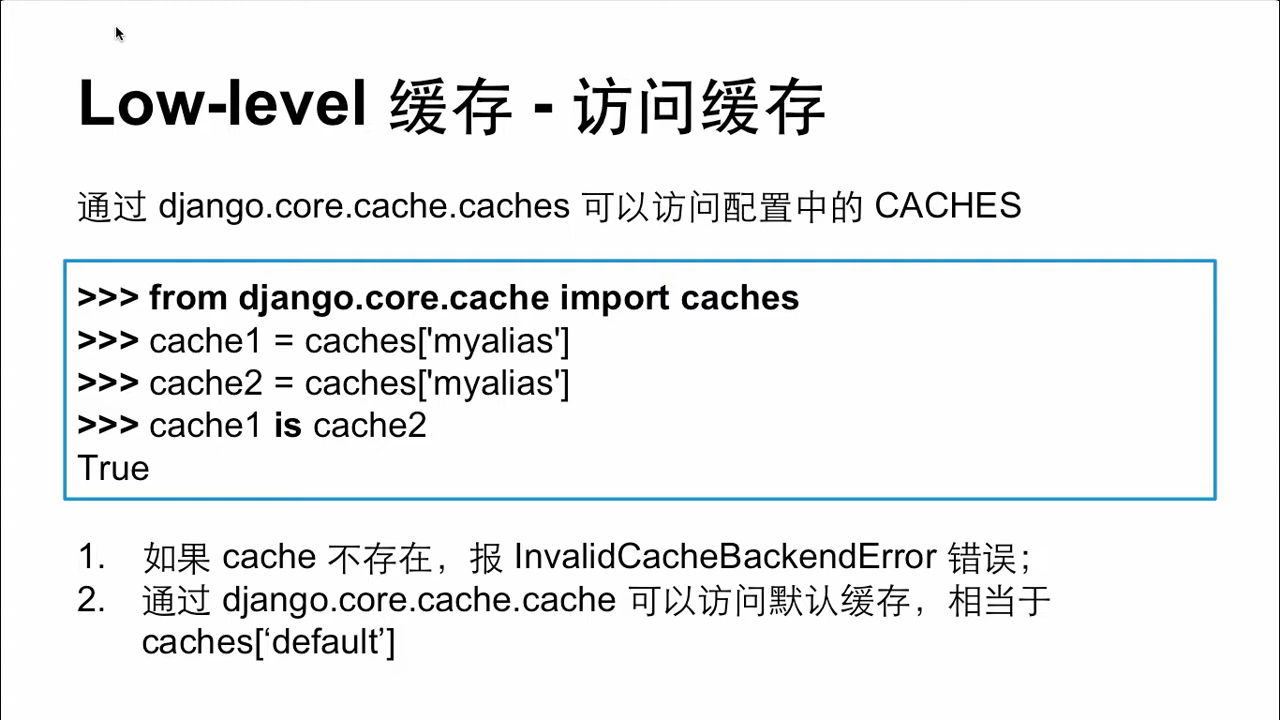 Low-level 缓存 - 访问缓存
通过 django.core.cache.caches 可以访问配置中的 CACHES
>>> from django.core.cache import caches
>>> cache1 = caches['myalias']
>>> cache2 = caches['myalias']
>>> cache1 is cache2
True
1. 如果 cache 不存在，报 InvalidCacheBackendError 错误；
2. 通过 django.core.cache.cache 可以访问默认缓存，相当于
caches[‘default’]